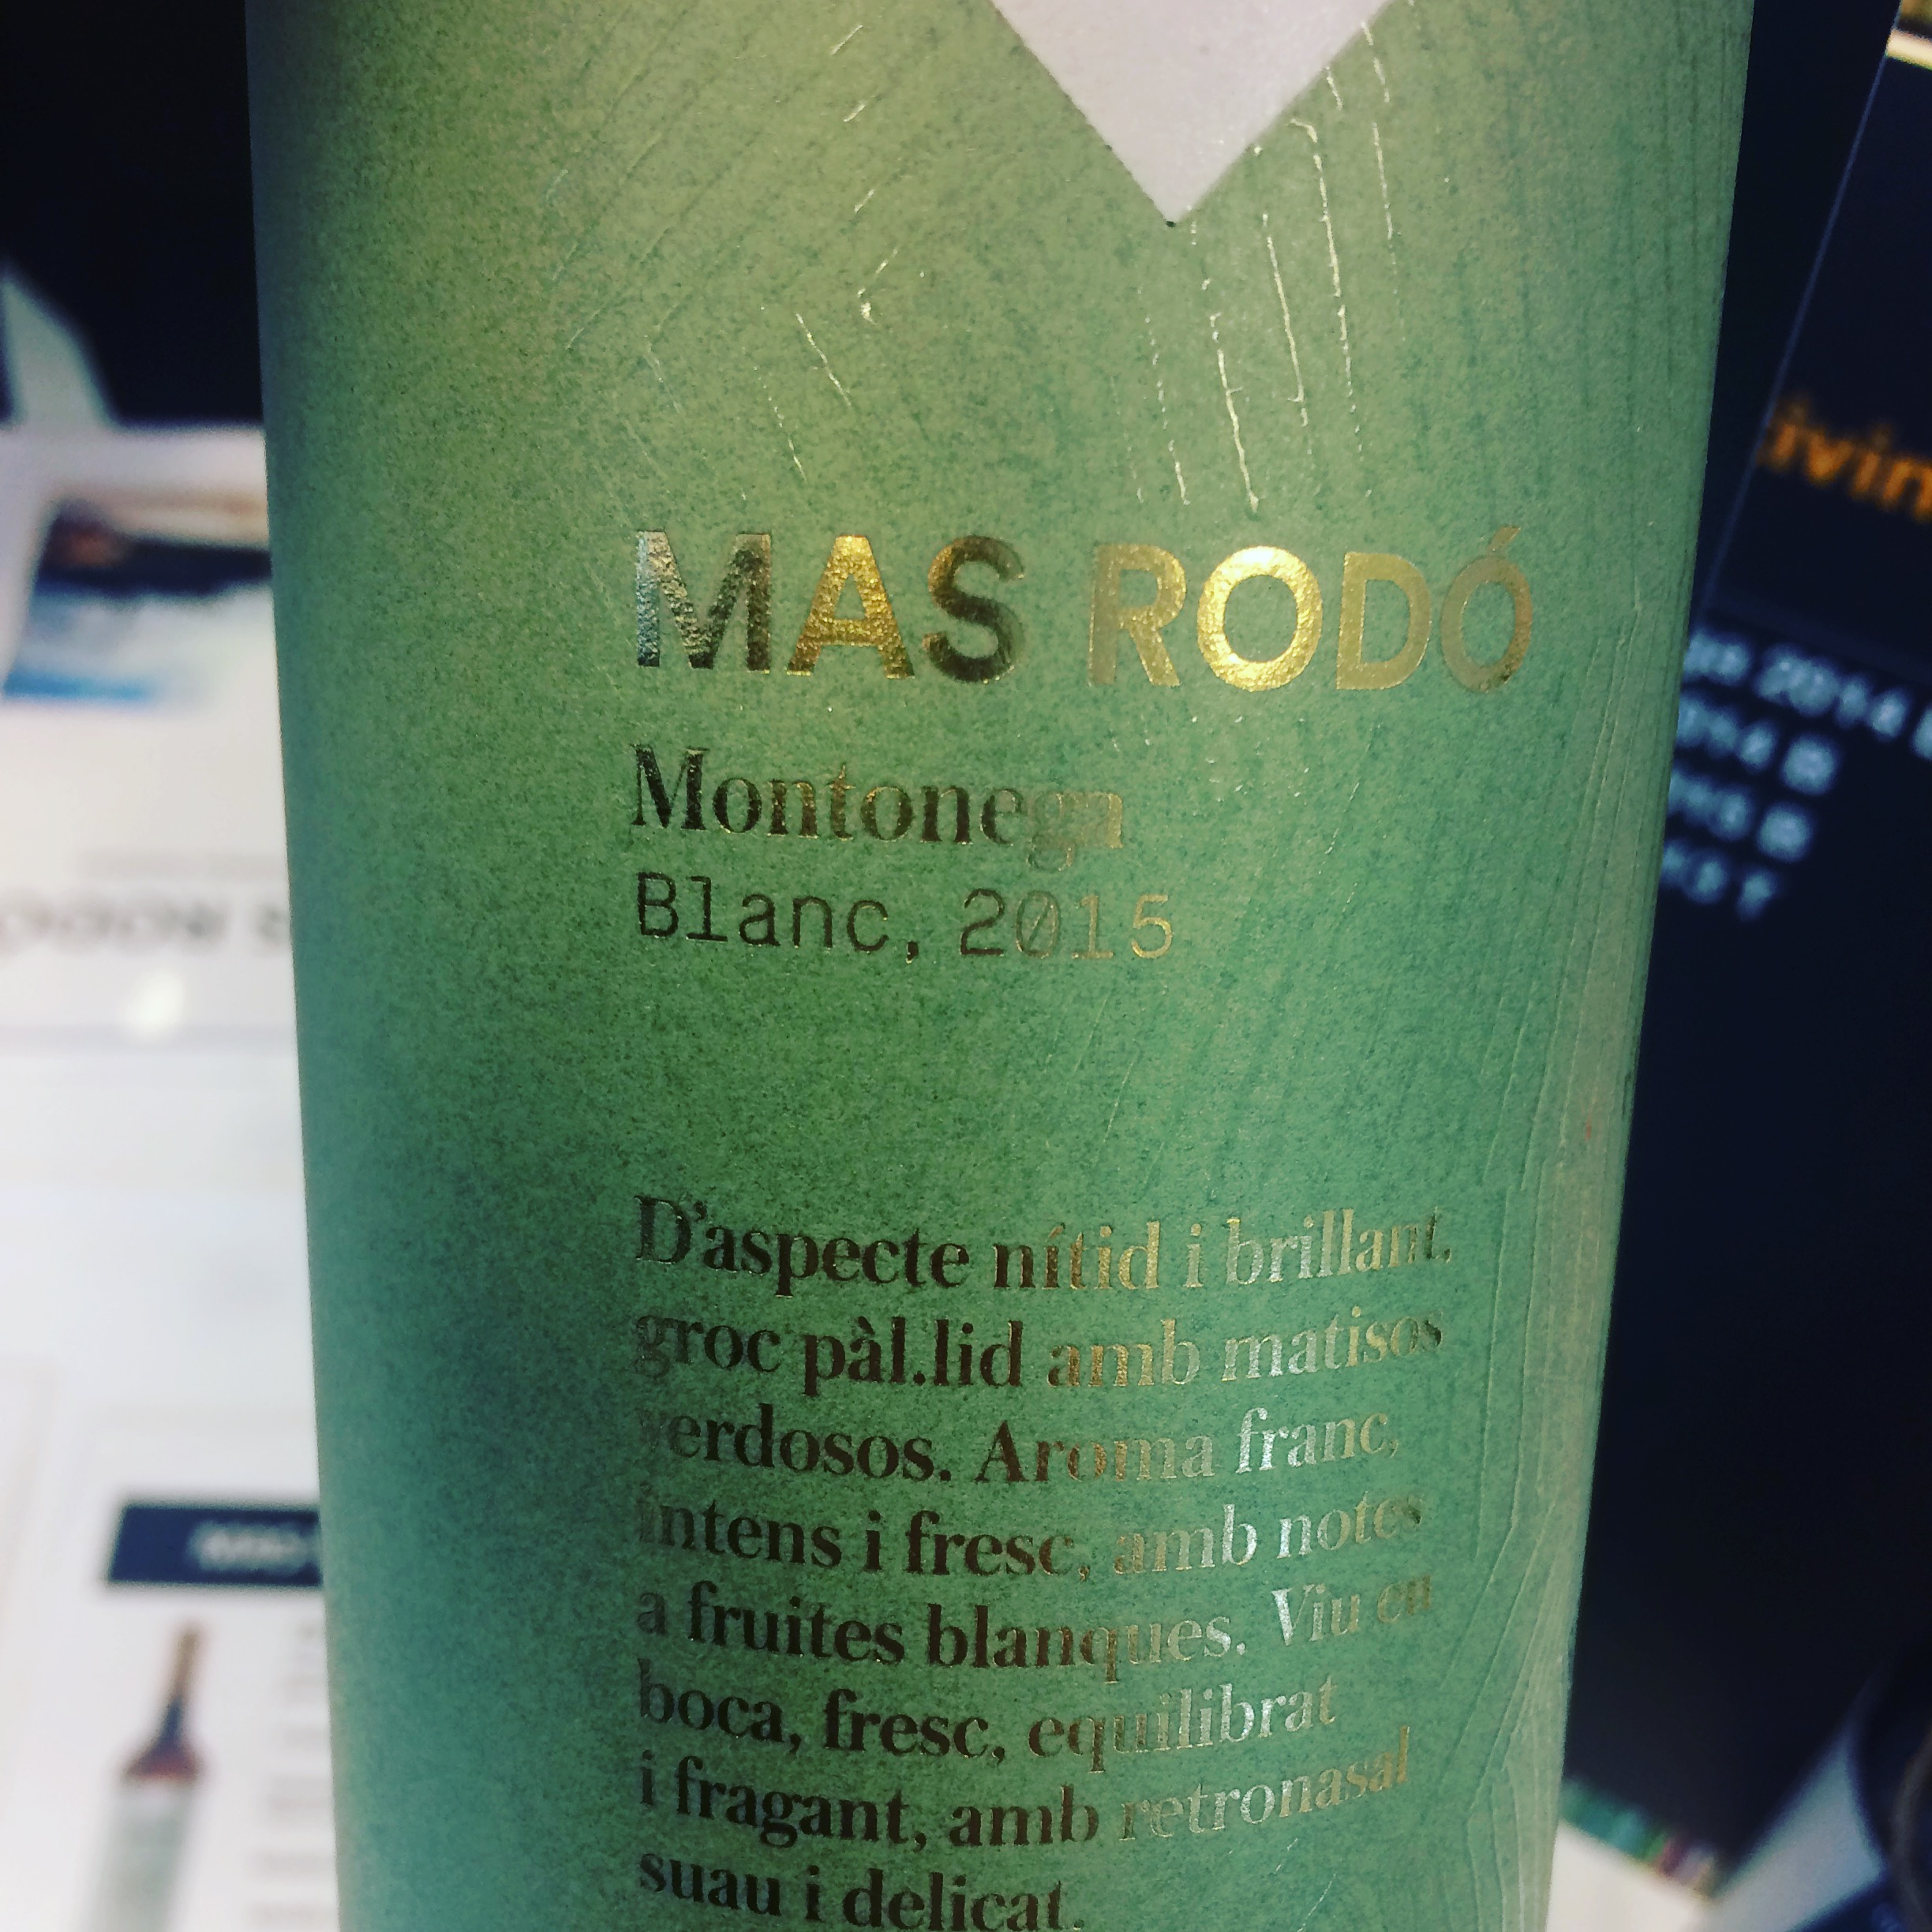 MAS RODÓ
Montonega
Blanc, 2015
D'aspecte nítid i brillant,
groc pàl.lid amb matisos
verdosos. Aroma franc,
intens i fresc, amb notes
a fruites blanques. Viu en
boca, fresc, equilibrat
i fragant, amb retronasal
suau i delicat.
2014